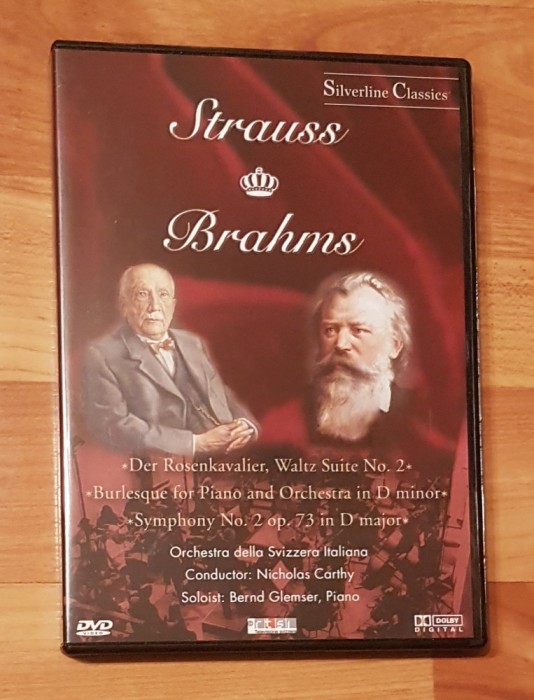 Silverline Classics
Strauss
Brahms
*Der Rosenkavalier, Waltz Suite No. 2*
*Burlesque for Piano and Orchestra in D minor*
*Symphony No. 2 op. 73 in D major*
Orchestra della Svizzera Italiana
Conductor: Nicholas Carthy
Soloist: Bernd Glemser, Piano
DVD
VIDEO
DOLBY
DIGITAL